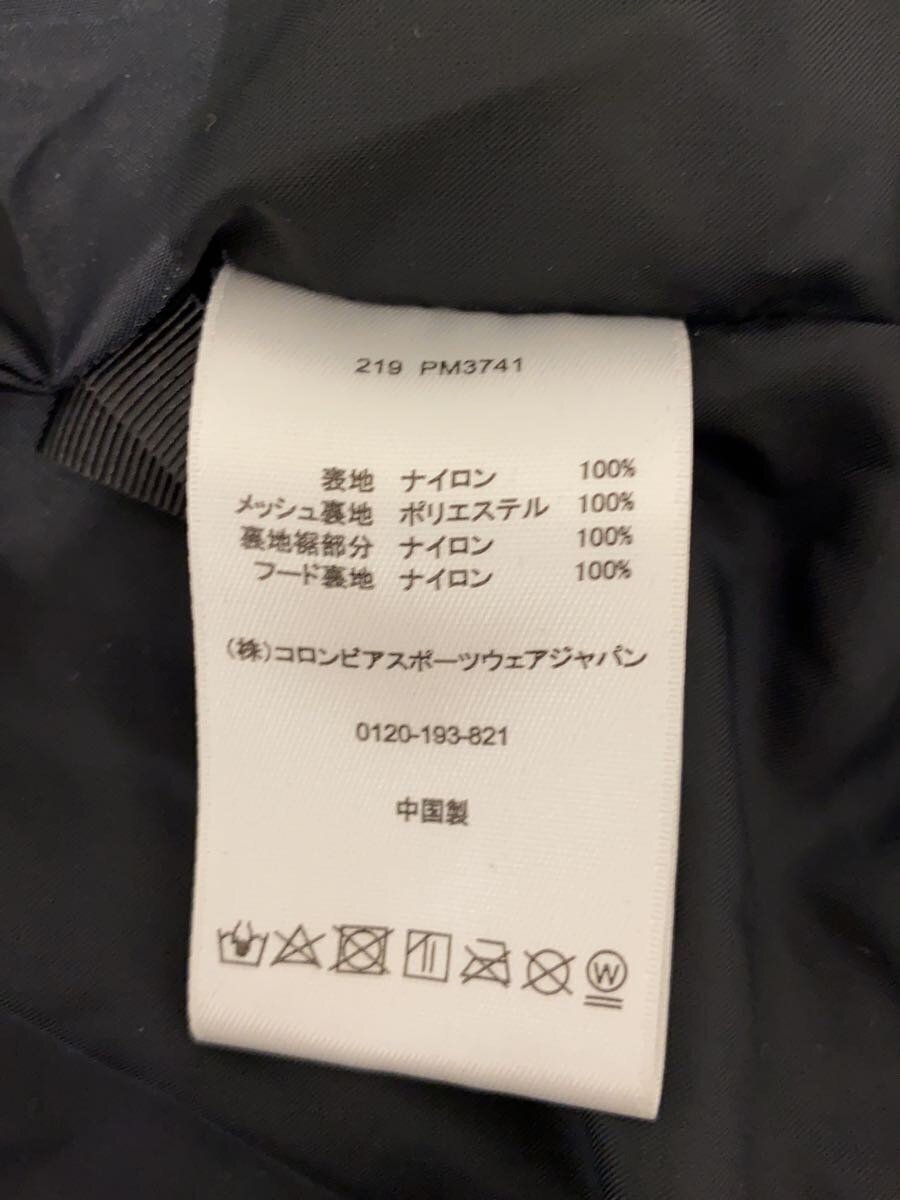 219 PM3741
表地 ナイロン 100%
メッシュ裏地 ポリエステル 100%
裏地裾部分 ナイロン 100%
フード裏地 ナイロン 100%
(株)コロンビアスポーツウェアジャパン
0120-193-821
中国製
W